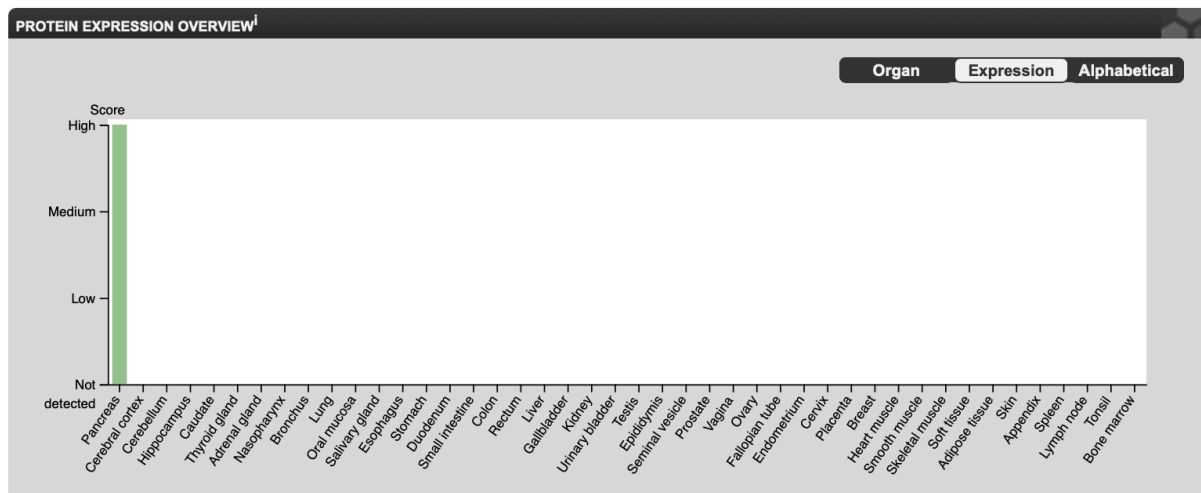 PROTEIN EXPRESSION OVERVIEWi
Organ
Expression
Alphabetical
Score
High
Medium
Low
Not
detected
Pancreas
Cerebral cortex
Cerebellum
Hippocampus
Caudate
Thyroid gland
Adrenal gland
Nasopharynx
Bronchus
Lung
Oral mucosa
Salivary gland
Esophagus
Stomach
Duodenum
Small intestine
Colon
Rectum
Liver
Gallbladder
Kidney
Urinary bladder
Testis
Epididymis
Seminal vesicle
Prostate
Vagina
Ovary
Fallopian tube
Endometrium
Cervix
Placenta
Breast
Heart muscle
Smooth muscle
Skeletal muscle
Soft tissue
Adipose tissue
Skin
Appendix
Spleen
Lymph node
Tonsil
Bone marrow